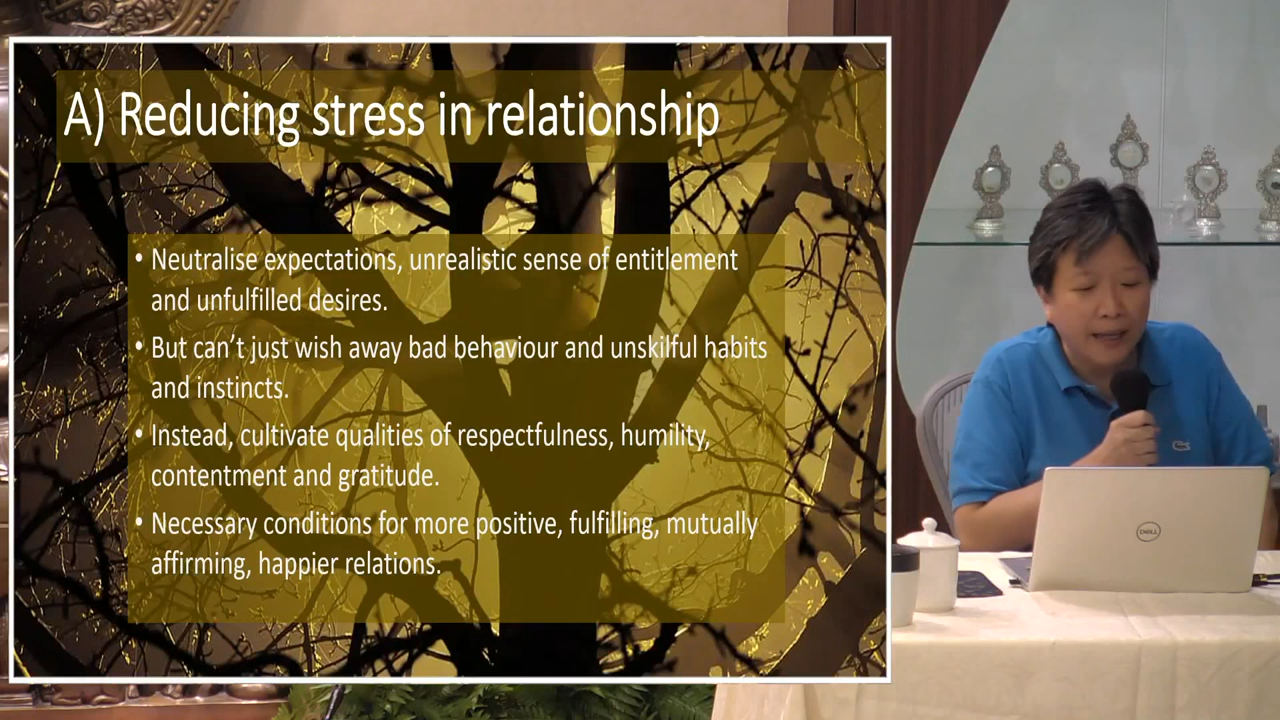 A) Reducing stress in relationship
• Neutralise expectations, unrealistic sense of entitlement
and unfulfilled desires.
• But can't just wish away bad behaviour and unskilful habits
and instincts.
• Instead, cultivate qualities of respectfulness, humility,
contentment and gratitude.
• Necessary conditions for more positive, fulfilling, mutually
affirming, happier relations.
DELL